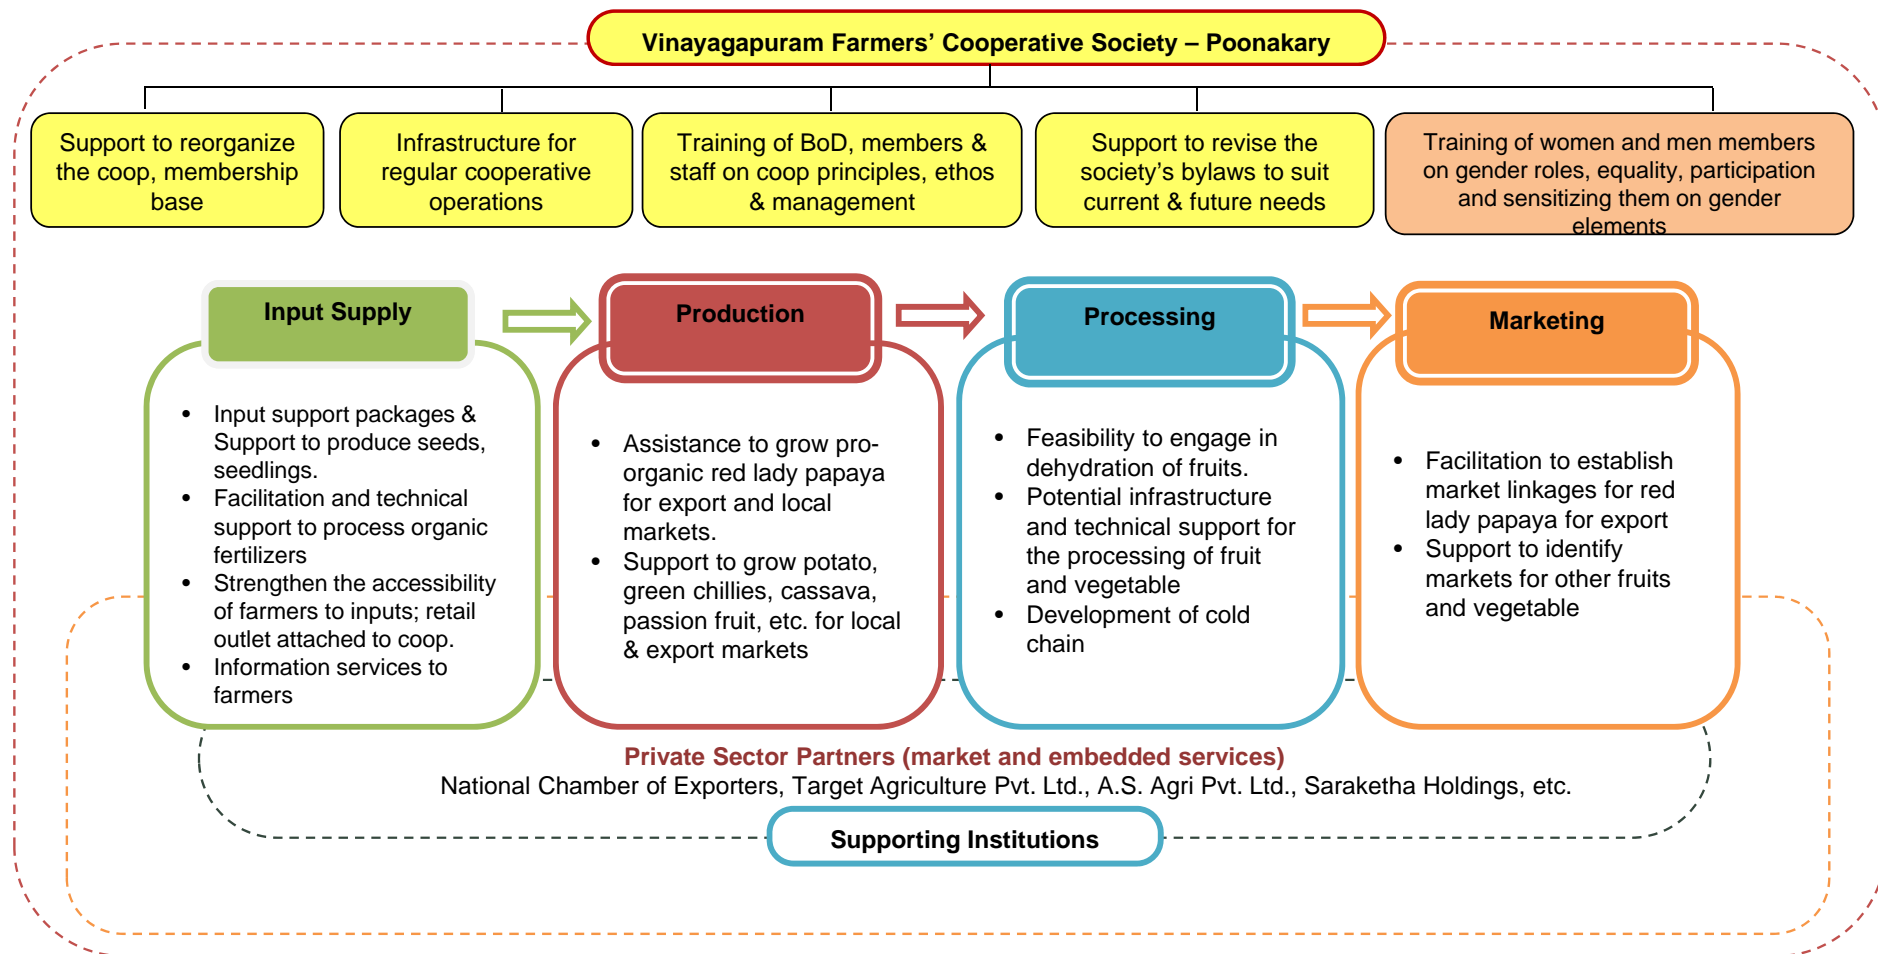 Vinayagapuram Farmers’ Cooperative Society – Poonakary
Support to reorganize
the coop, membership
base
Infrastructure for
regular cooperative
operations
Training of BoD, members &
staff on coop principles, ethos
& management
Support to revise the
society’s bylaws to suit
current & future needs
Training of women and men members
on gender roles, equality, participation
and sensitizing them on gender
elements
Input Supply
• Input support packages &
Support to produce seeds,
seedlings.
• Facilitation and technical
support to process organic
fertilizers
• Strengthen the accessibility
of farmers to inputs; retail
outlet attached to coop.
• Information services to
farmers
Production
• Assistance to grow pro-
organic red lady papaya
for export and local
markets.
• Support to grow potato,
green chillies, cassava,
passion fruit, etc. for local
& export markets
Processing
• Feasibility to engage in
dehydration of fruits.
• Potential infrastructure
and technical support for
the processing of fruit
and vegetable
• Development of cold
chain
Marketing
• Facilitation to establish
market linkages for red
lady papaya for export
• Support to identify
markets for other fruits
and vegetable
Private Sector Partners (market and embedded services)
National Chamber of Exporters, Target Agriculture Pvt. Ltd., A.S. Agri Pvt. Ltd., Saraketha Holdings, etc.
Supporting Institutions